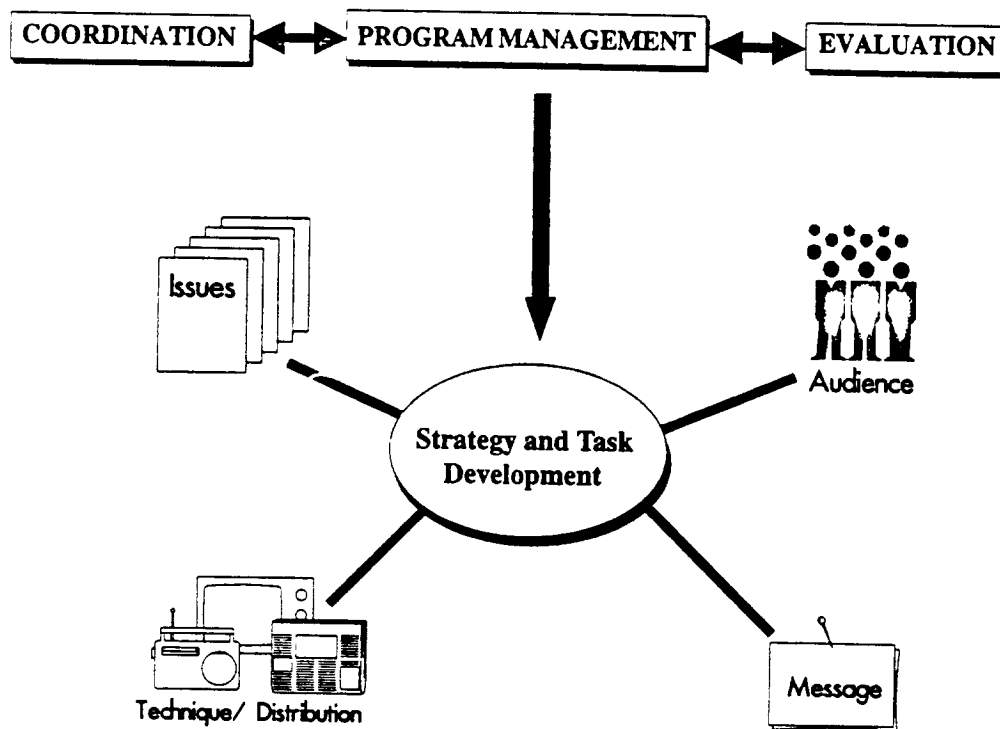 COORDINATION
PROGRAM MANAGEMENT
EVALUATION
Issues
Audience
Strategy and Task
Development
Technique/ Distribution
Message